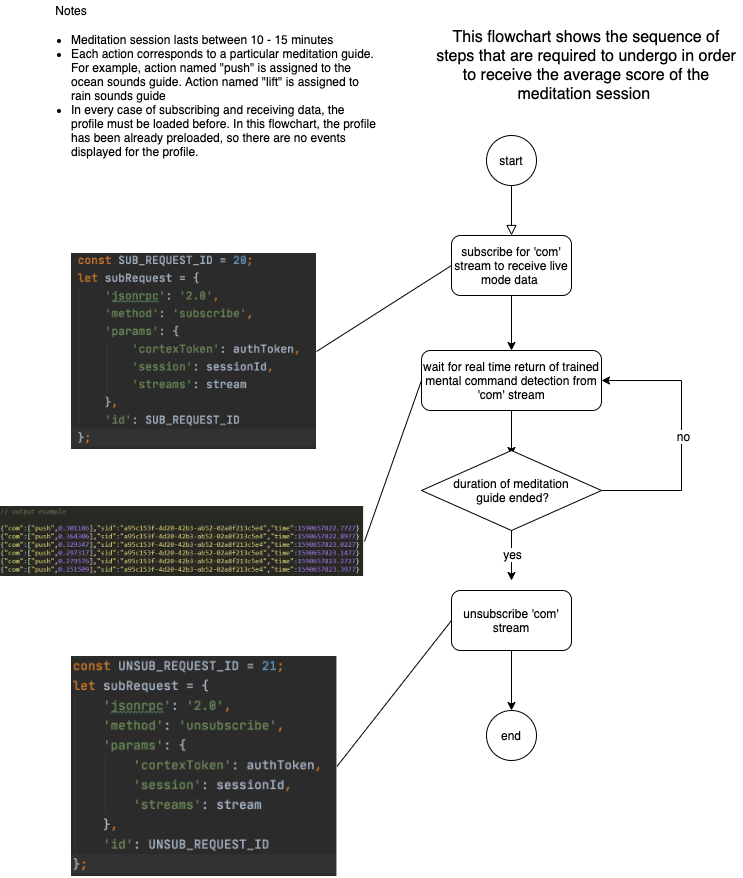 Notes
• Meditation session lasts between 10 - 15 minutes
• Each action corresponds to a particular meditation guide.
For example, action named "push" is assigned to the
ocean sounds guide. Action named "lift" is assigned to
rain sounds guide
• In every case of subscribing and receiving data, the
profile must be loaded before. In this flowchart, the profile
has been already preloaded, so there are no events
displayed for the profile.
This flowchart shows the sequence of
steps that are required to undergo in order
to receive the average score of the
meditation session
start
subscribe for 'com'
stream to receive live
mode data
const SUB_REQUEST_ID = 20;
let subRequest = {
'jsonrpc': '2.0',
'method': 'subscribe',
'params': {
'cortexToken': authToken,
'session': sessionId,
'streams': stream
},
'id': SUB_REQUEST_ID
};
wait for real time return of trained
mental command detection from
'com' stream
no
duration of meditation
guide ended?
// output example
{"com":["push",0.301186],"sid":"a95c153f-4d20-42b3-ab52-02a8f213c5e4","time":1590657822.7727}
{"com":["push",0.364386],"sid":"a95c153f-4d20-42b3-ab52-02a8f213c5e4","time":1590657822.8977}
{"com":["push",0.329347],"sid":"a95c153f-4d20-42b3-ab52-02a8f213c5e4","time":1590657823.0227}
{"com":["push",0.297317],"sid":"a95c153f-4d20-42b3-ab52-02a8f213c5e4","time":1590657823.1477}
{"com":["push",0.279576],"sid":"a95c153f-4d20-42b3-ab52-02a8f213c5e4","time":1590657823.2727}
{"com":["push",0.151509],"sid":"a95c153f-4d20-42b3-ab52-02a8f213c5e4","time":1590657823.3977}
yes
unsubscribe 'com'
stream
const UNSUB_REQUEST_ID = 21;
let subRequest = {
'jsonrpc': '2.0',
'method': 'unsubscribe',
'params': {
'cortexToken': authToken,
'session': sessionId,
'streams': stream
},
'id': UNSUB_REQUEST_ID
};
end